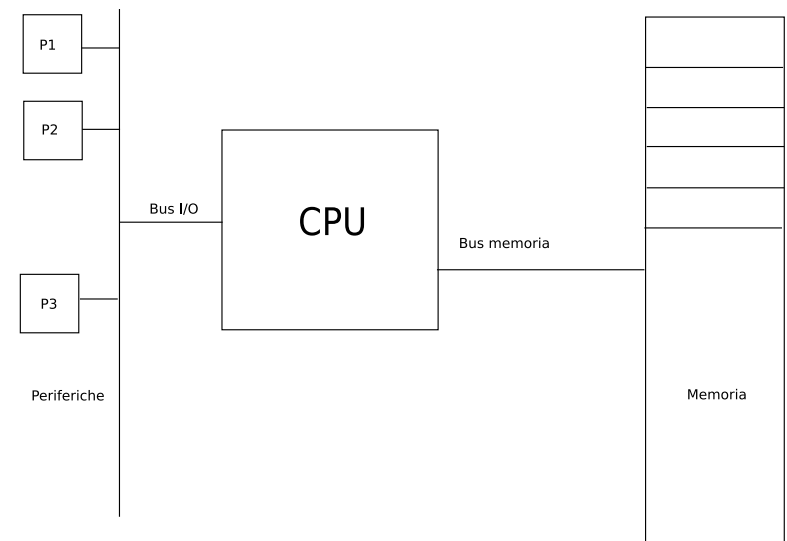 P1
P2
Bus I/O
CPU
Bus memoria
P3
Periferiche
Memoria